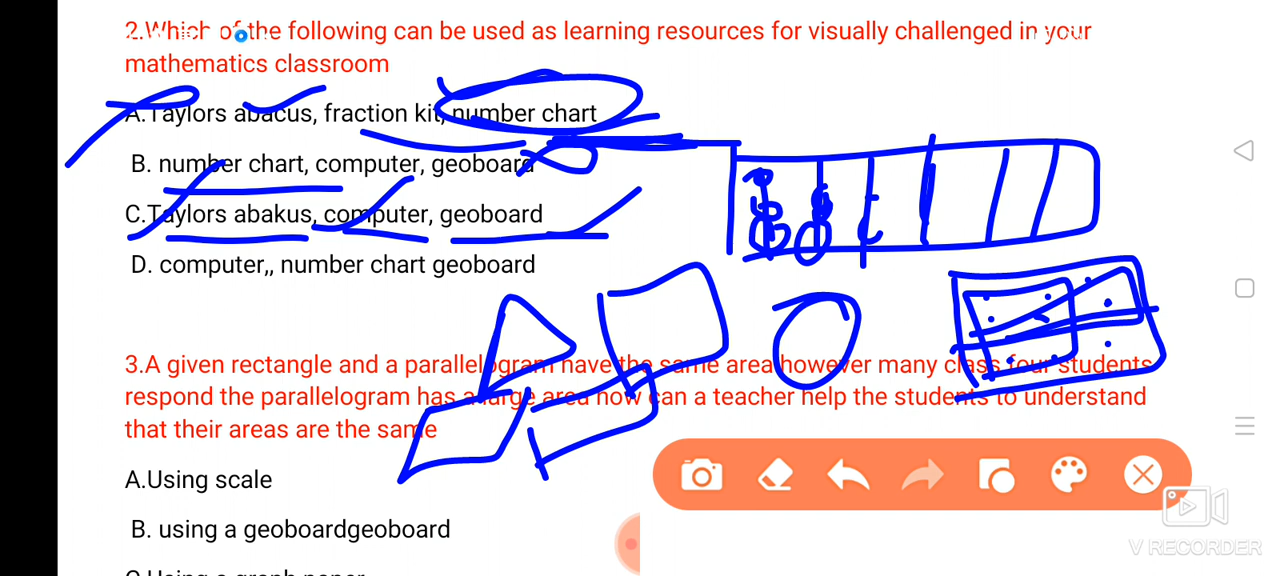 2.Which of the following can be used as learning resources for visually challenged in your
mathematics classroom
A.Taylors abacus, fraction kit, number chart
B. number chart, computer, geoboard
C.Taylors abakus, computer, geoboard
D. computer,, number chart geoboard
3.A given rectangle and a parallelogram have the same area however many class four students
respond the parallelogram has a large area how can a teacher help the students to understand
that their areas are the same
A.Using scale
B. using a geoboardgeoboard
C.Using a graph paper
V RECORDER